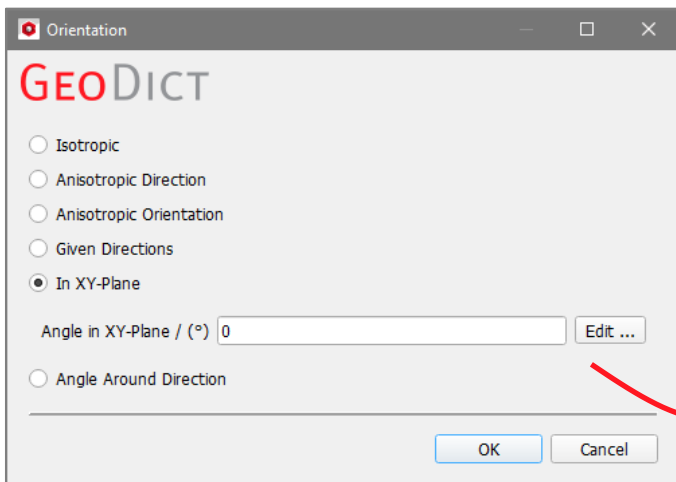 Orientation
GEODICT
Isotropic
Anisotropic Direction
Anisotropic Orientation
Given Directions
In XY-Plane
Angle in XY-Plane / (°) 0 Edit ...
Angle Around Direction
OK Cancel